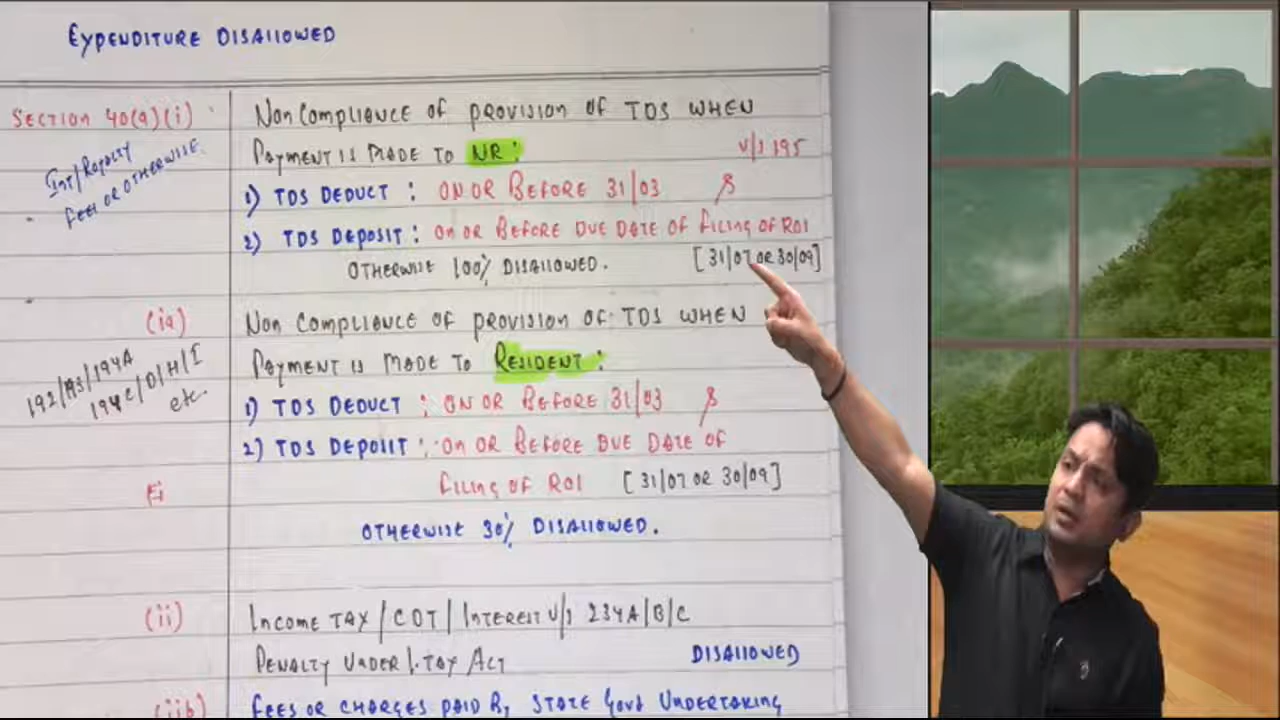 EXPENDITURE DISALLOWED
SECTION 40(a)(i)
INT/ROYALTY
FEES OR OTHERWISE
NON COMPLIANCE OF PROVISION OF TDS WHEN
PAYMENT IS MADE TO NR:
U/S 195
1) TDS DEDUCT : ON OR BEFORE 31/03 &
2) TDS DEPOSIT : ON OR BEFORE DUE DATE OF FILING OF ROI
OTHERWISE 100% DISALLOWED. [31/07 OR 30/09]
(ia)
192/93/194A
194C/D/H/I
etc.
NON COMPLIANCE OF PROVISION OF TDS WHEN
PAYMENT IS MADE TO RESIDENT :
1) TDS DEDUCT : ON OR BEFORE 31/03 &
2) TDS DEPOSIT : ON OR BEFORE DUE DATE OF
FILING OF ROI [31/07 OR 30/09]
OTHERWISE 30% DISALLOWED.
(ii)
INCOME TAX / CDT / INTEREST U/S 234A/B/C
PENALTY UNDER I.TAX ACT DISALLOWED
(iib)
FEES OR CHARGES PAID BY STATE GOVT UNDERTAKING